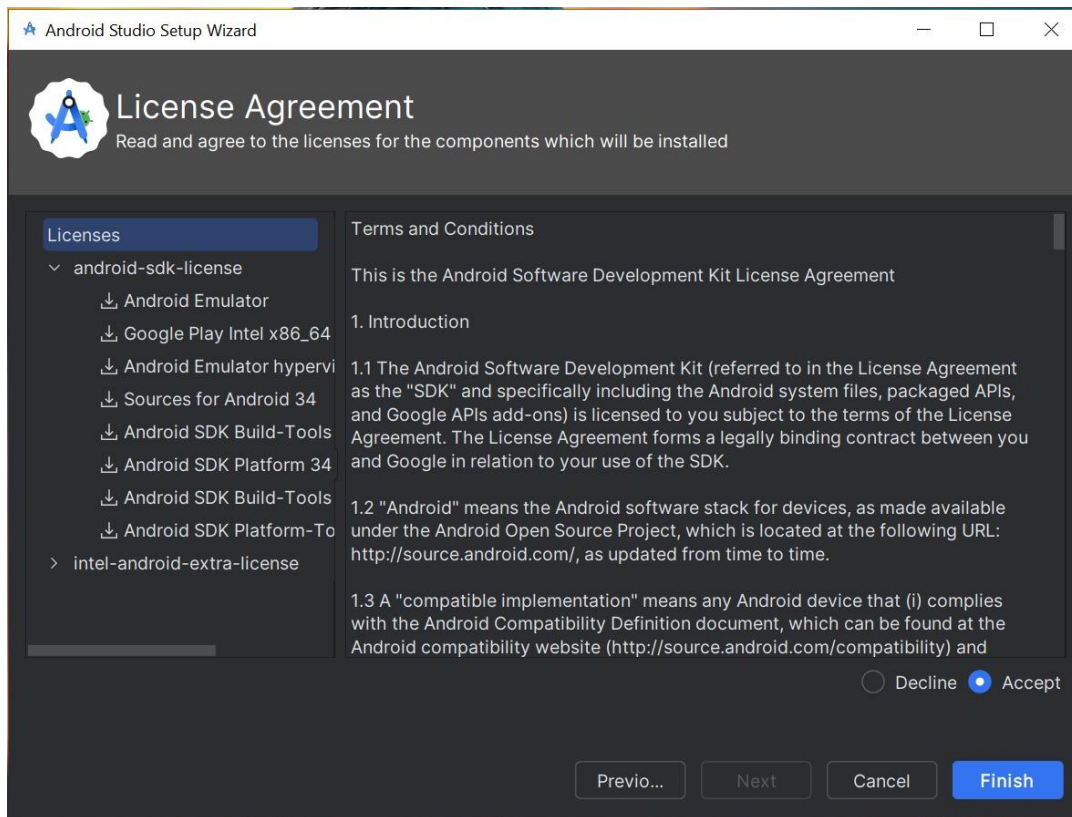 Android Studio Setup Wizard
License Agreement
Read and agree to the licenses for the components which will be installed
Licenses
android-sdk-license
Android Emulator
Google Play Intel x86_64
Android Emulator hypervi
Sources for Android 34
Android SDK Build-Tools
Android SDK Platform 34
Android SDK Build-Tools
Android SDK Platform-To
intel-android-extra-license
Terms and Conditions
This is the Android Software Development Kit License Agreement
1. Introduction
1.1 The Android Software Development Kit (referred to in the License Agreement
as the "SDK" and specifically including the Android system files, packaged APIs,
and Google APIs add-ons) is licensed to you subject to the terms of the License
Agreement. The License Agreement forms a legally binding contract between you
and Google in relation to your use of the SDK.
1.2 "Android" means the Android software stack for devices, as made available
under the Android Open Source Project, which is located at the following URL:
http://source.android.com/, as updated from time to time.
1.3 A "compatible implementation" means any Android device that (i) complies
with the Android Compatibility Definition document, which can be found at the
Android compatibility website (http://source.android.com/compatibility) and
Decline Accept
Previo... Next Cancel Finish